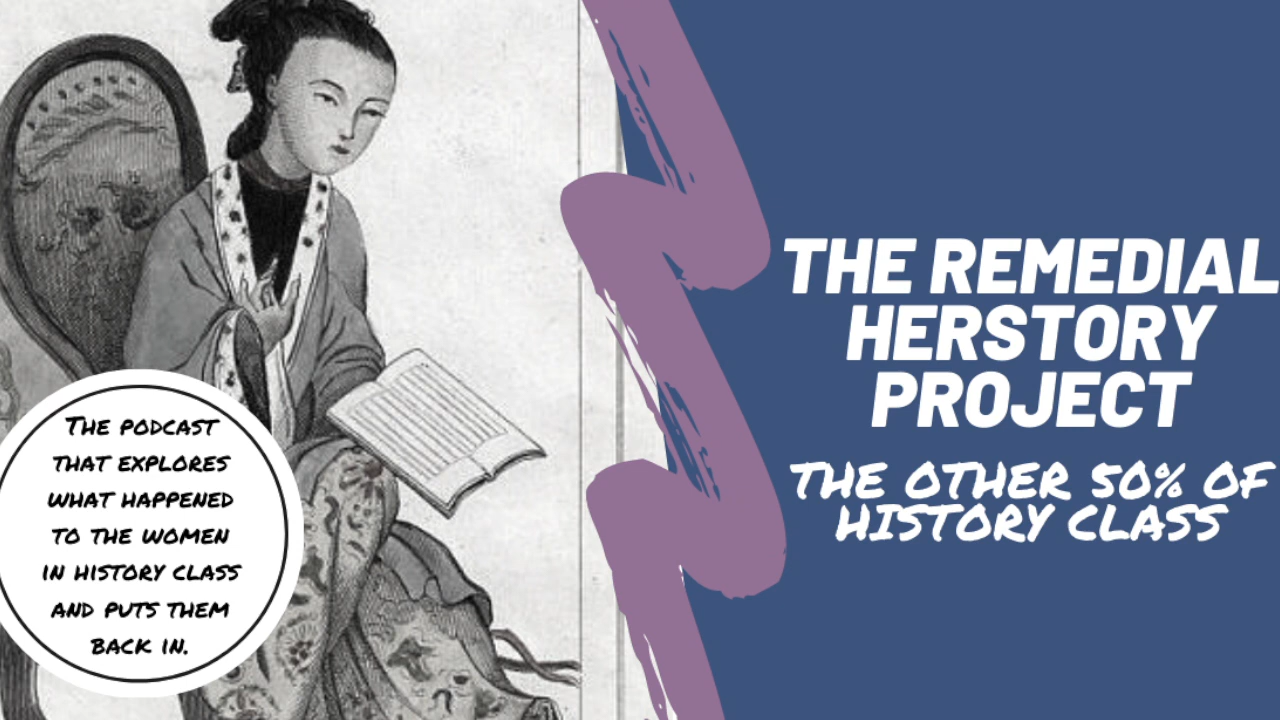 THE REMEDIAL
HERSTORY
PROJECT
THE OTHER 50% OF
HISTORY CLASS
THE PODCAST
THAT EXPLORES
WHAT HAPPENED
TO THE WOMEN
IN HISTORY CLASS
AND PUTS THEM
BACK IN.